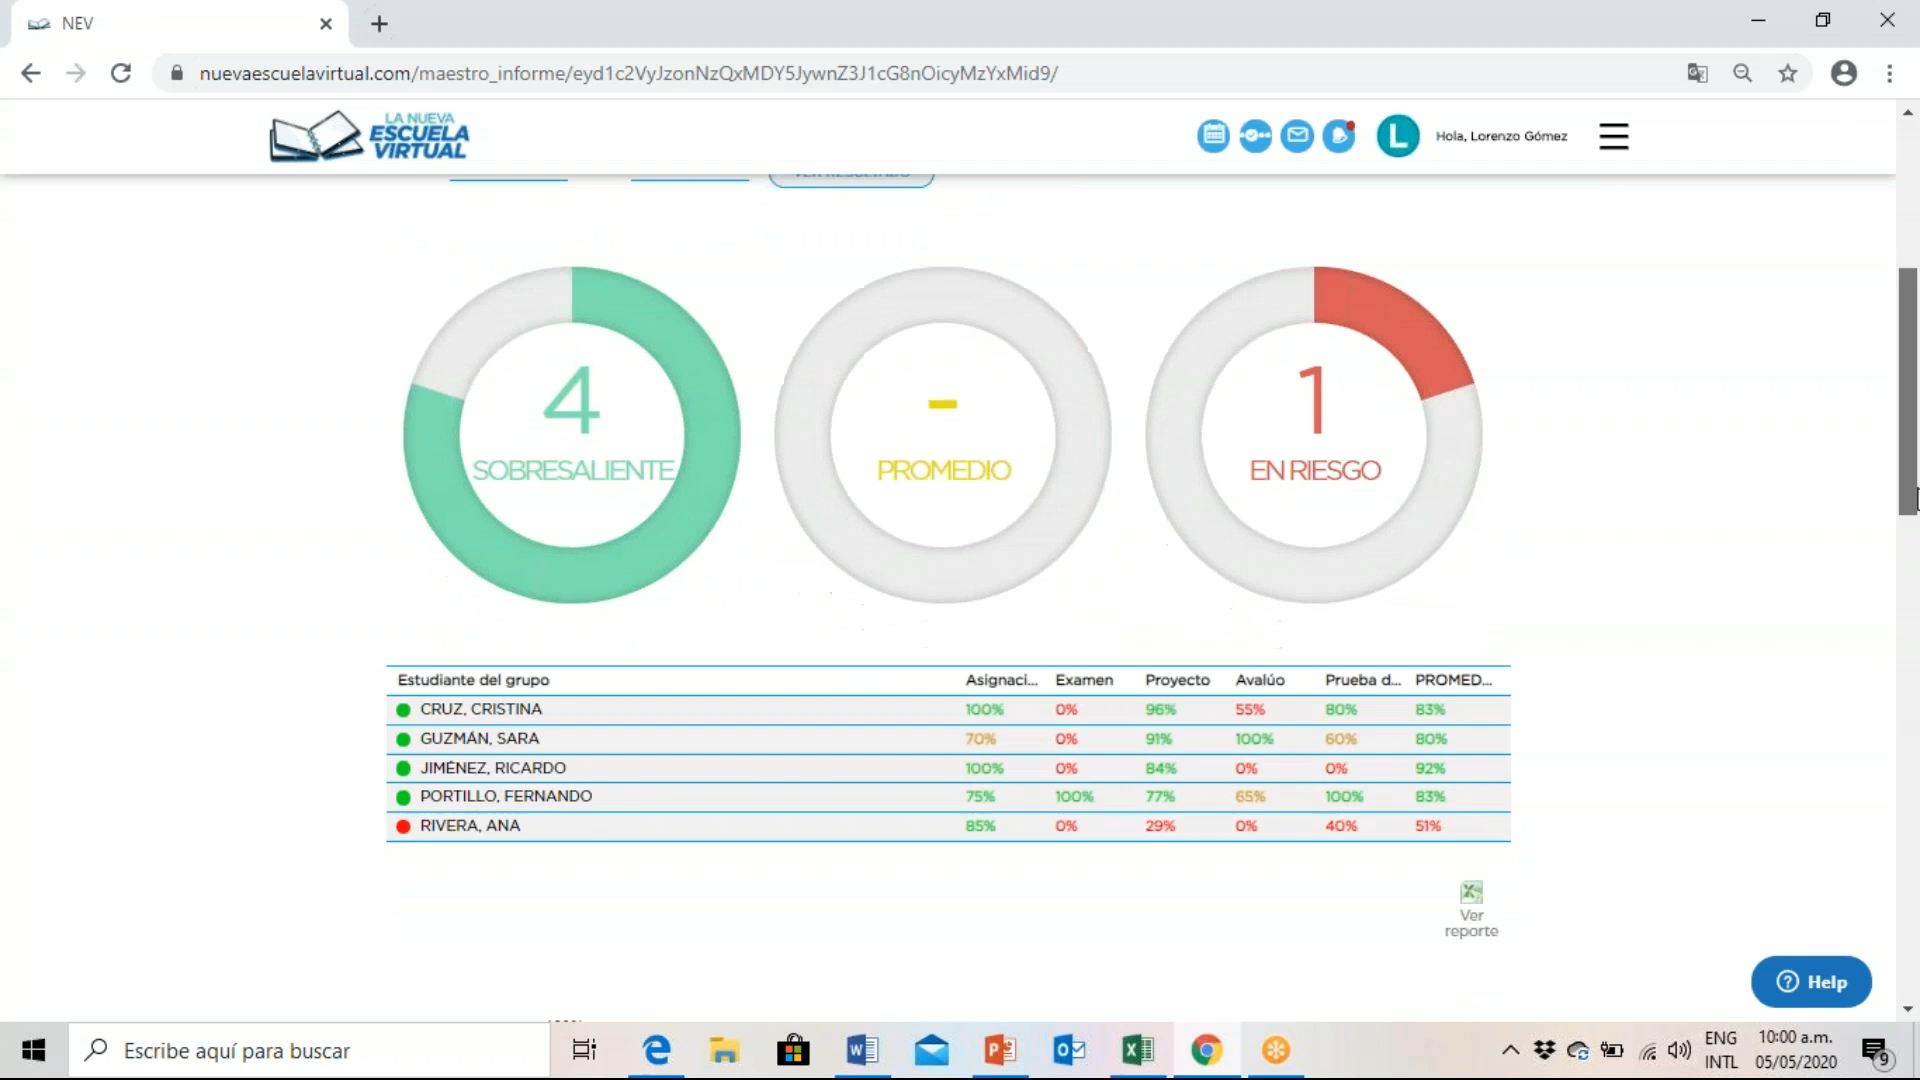 NEV
nuevaescuelavirtual.com/maestro_informe/eyd1c2VyJzonNzQxMDY5JywnZ3J1cG8nOicyMzYxMid9/
LA NUEVA
ESCUELA
VIRTUAL
L
Hola, Lorenzo Gómez
4
SOBRESALIENTE
-
PROMEDIO
1
EN RIESGO
Estudiante del grupo Asignaci... Examen Proyecto Avalúo Prueba d... PROMED...
CRUZ, CRISTINA 100% 0% 96% 55% 80% 83%
GUZMÁN, SARA 70% 0% 91% 100% 60% 80%
JIMÉNEZ, RICARDO 100% 0% 84% 0% 0% 92%
PORTILLO, FERNANDO 75% 100% 77% 65% 100% 83%
RIVERA, ANA 85% 0% 29% 0% 40% 51%
Ver
reporte
Help
Escribe aquí para buscar
ENG
INTL
10:00 a.m.
05/05/2020
9